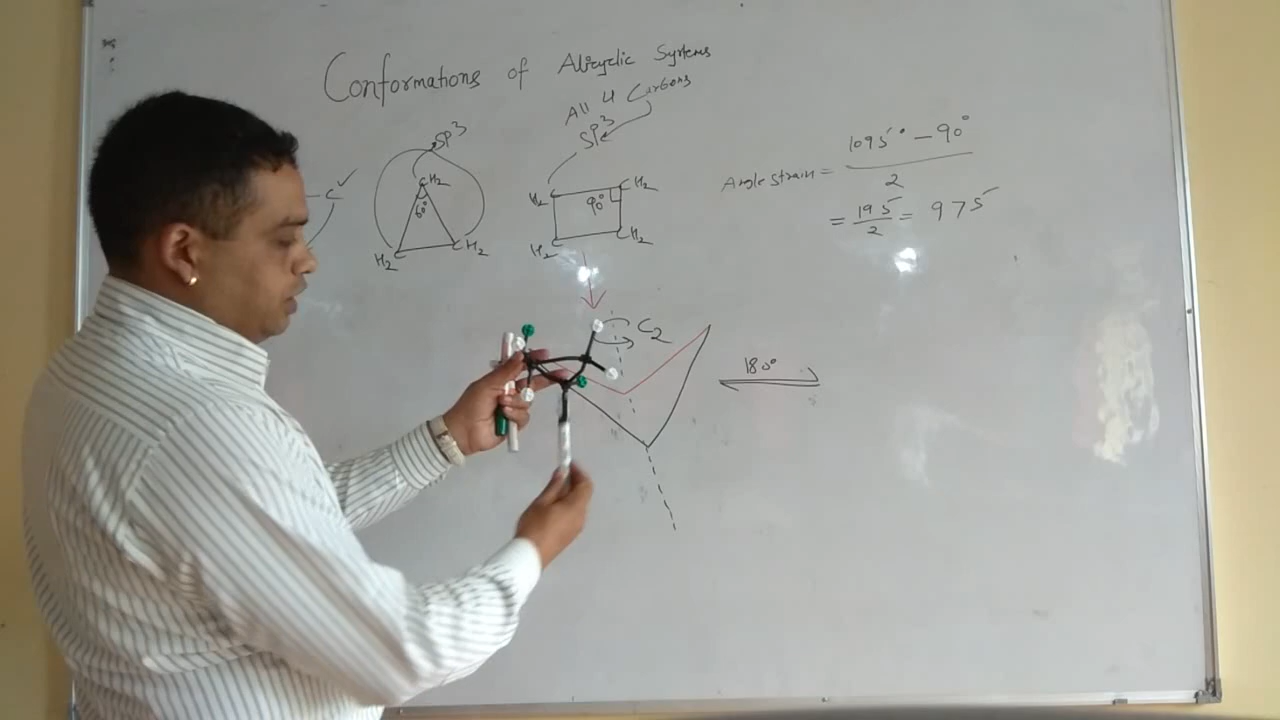 Conformations of Alicyclic Systems
All 4 Carbons
SP³
SP³
C ✓
CH₂
60°
H₂C
CH₂
H₂C
CH₂
90°
H₂C
CH₂
Angle strain = 109 5° – 90°
2
= 19 5 = 9 75
2
C₂
180°